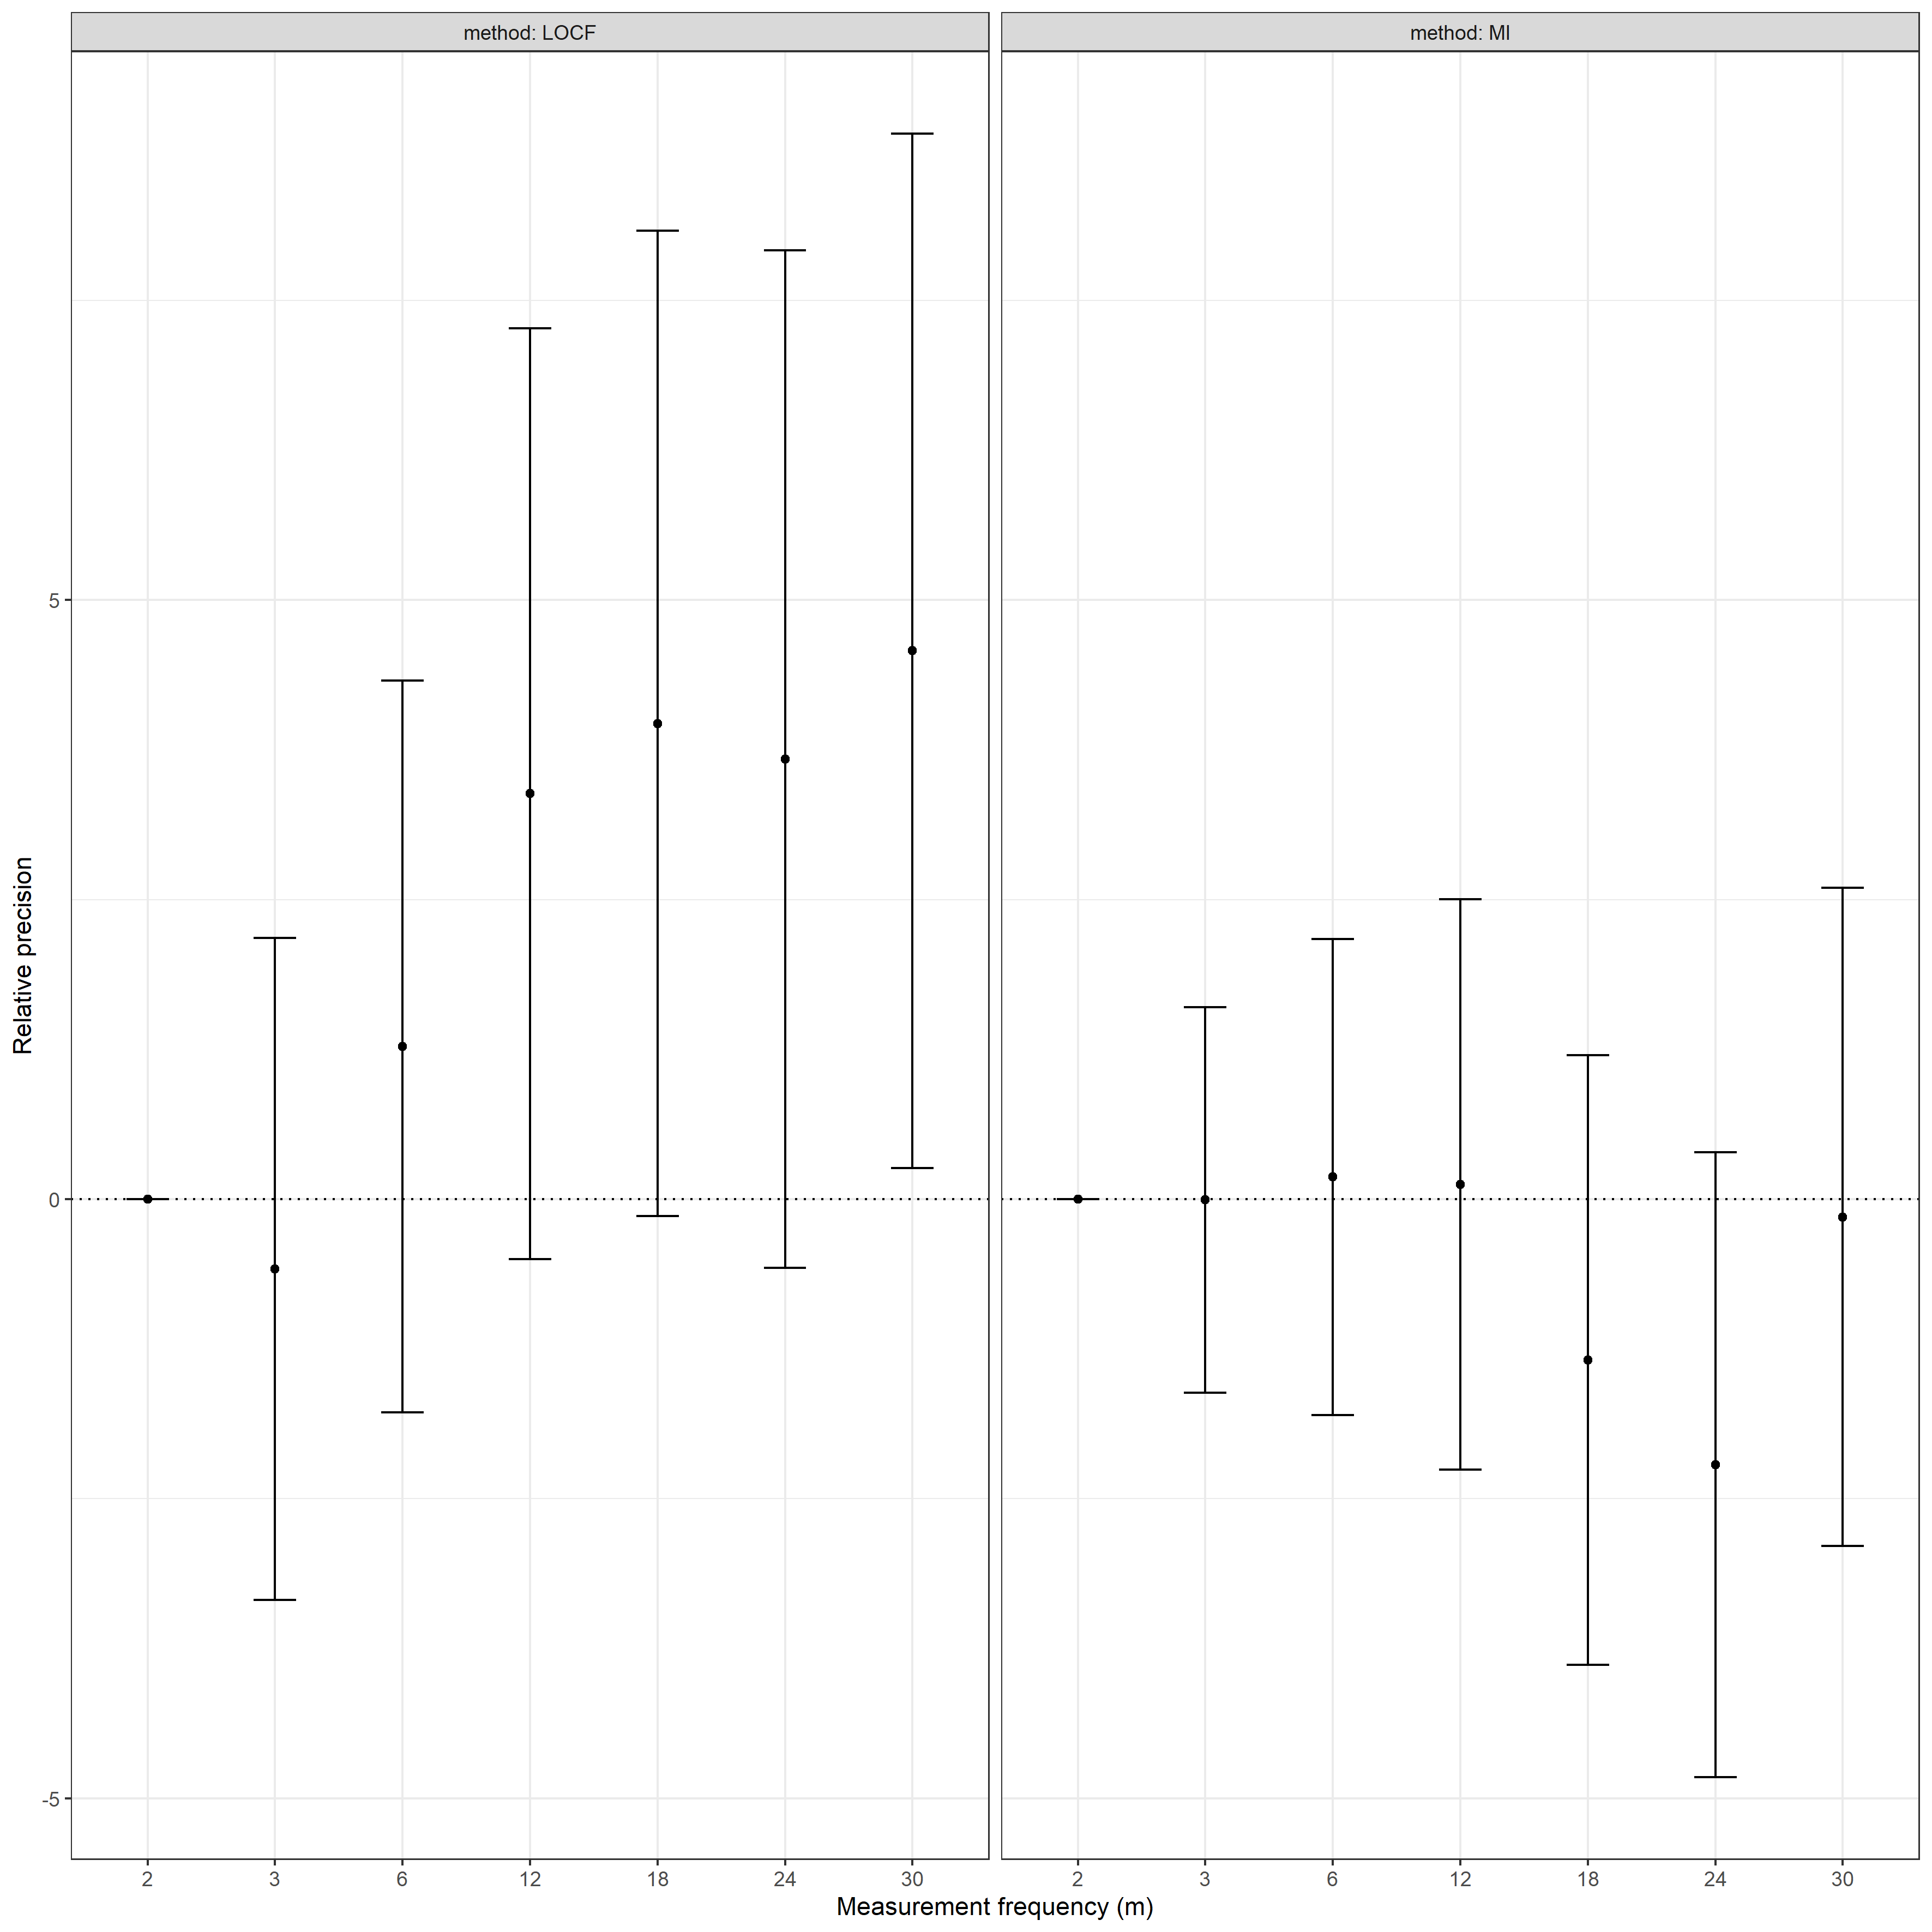 method: LOCF
method: MI
Relative precision
5
0
-5
2 3 6 12 18 24 30
2 3 6 12 18 24 30
Measurement frequency (m)